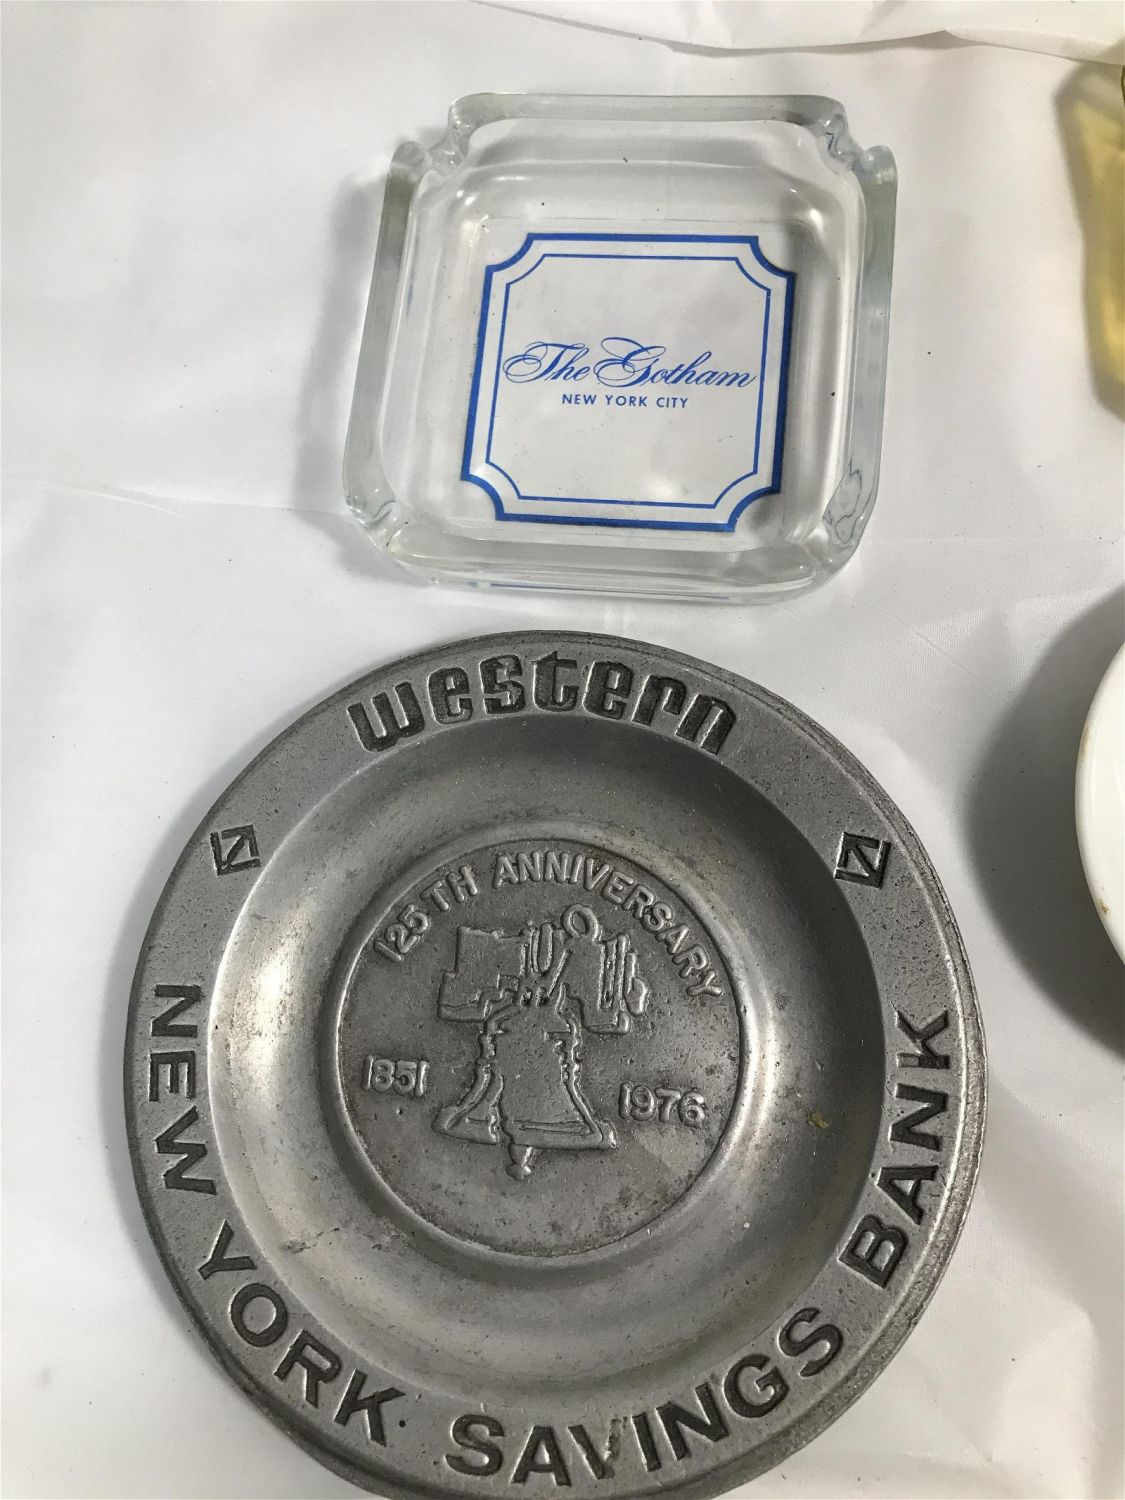 The Gotham
NEW YORK CITY
western
NEW YORK SAVINGS BANK
125TH ANNIVERSARY
1851
1976